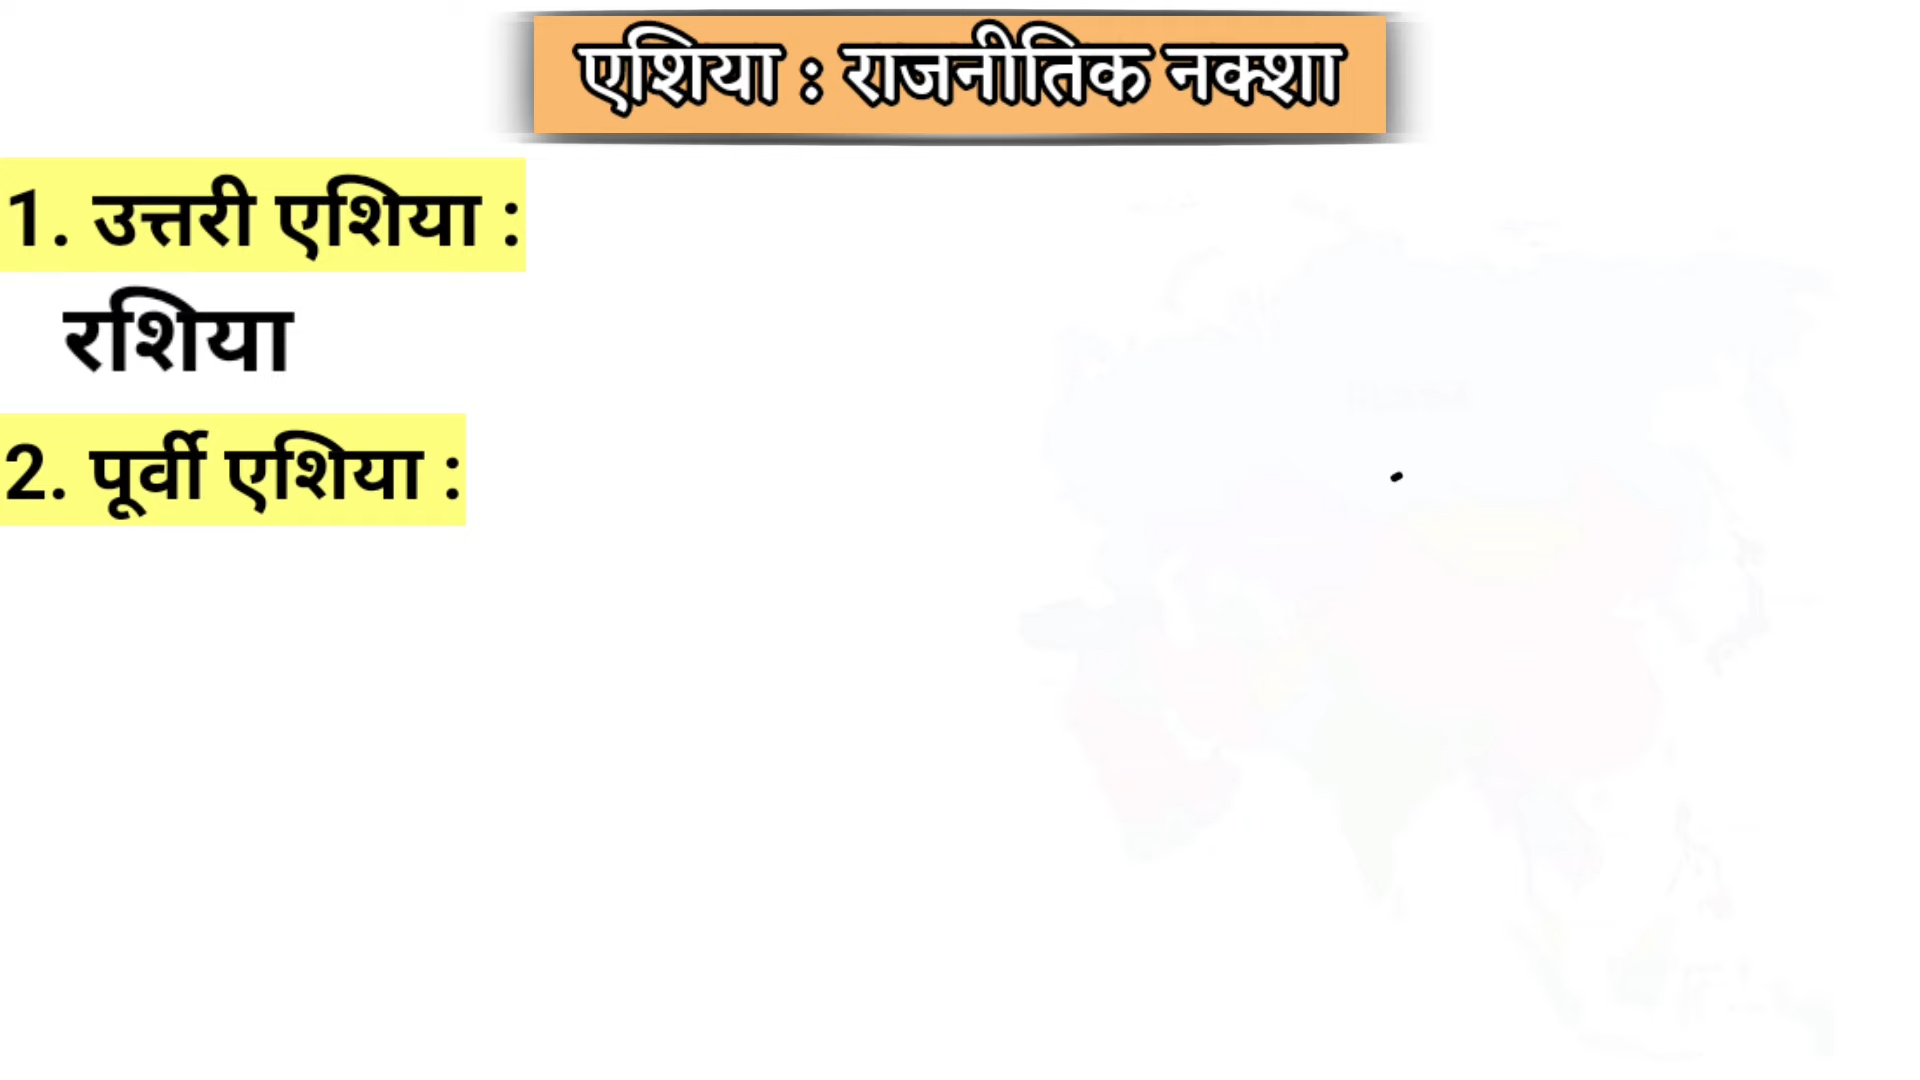 एशिया : राजनीतिक नक्शा
1. उत्तरी एशिया :
रशिया
2. पूर्वी एशिया :